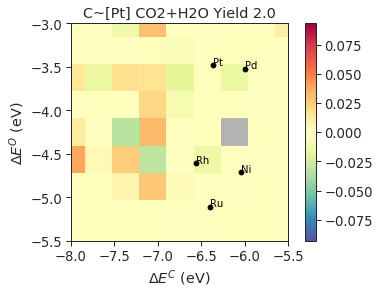 C~[Pt] CO2+H2O Yield 2.0
−3.0
−3.5
−4.0
−4.5
−5.0
−5.5
ΔE^O (eV)
Pt
Pd
Rh
Ni
Ru
−8.0 −7.5 −7.0 −6.5 −6.0 −5.5
ΔE^C (eV)
0.075
0.050
0.025
0.000
−0.025
−0.050
−0.075